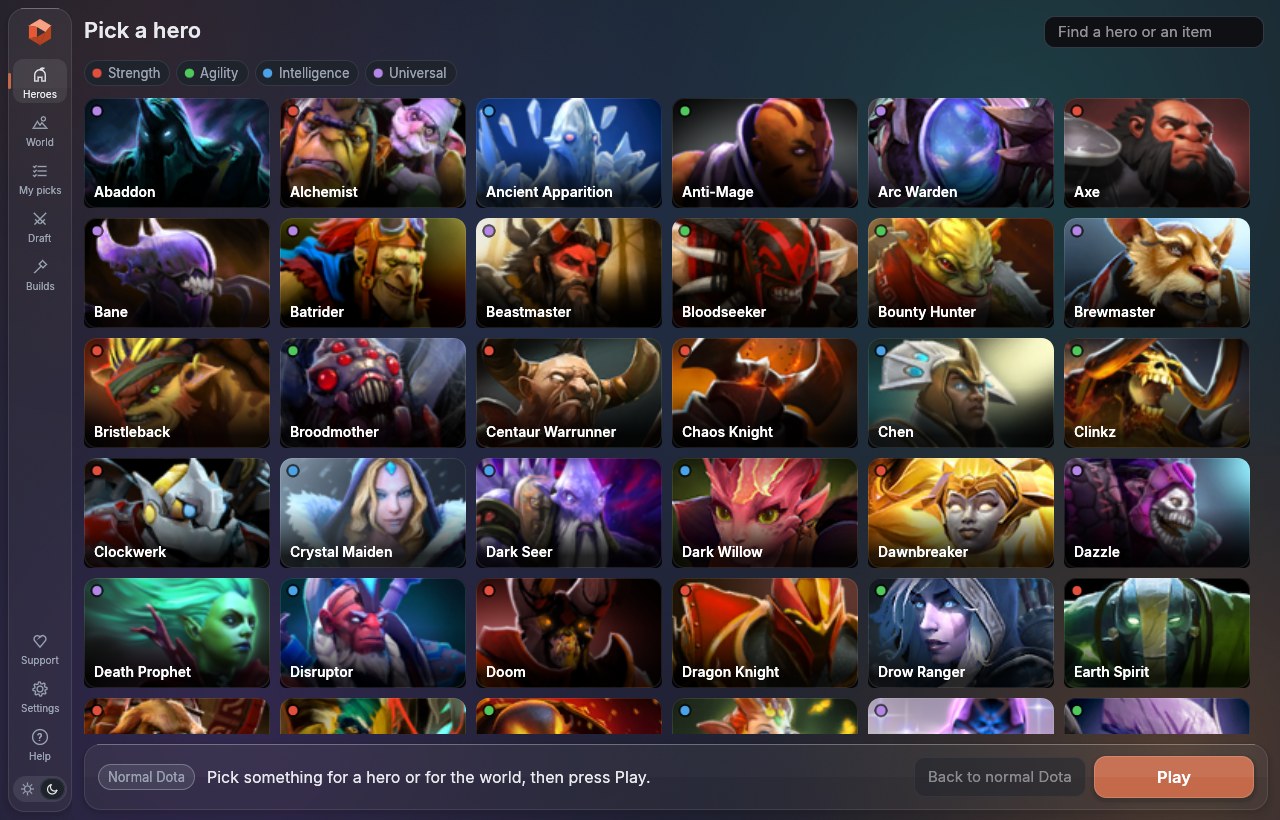 Pick a hero
Find a hero or an item
Strength
Agility
Intelligence
Universal
Heroes
World
My picks
Draft
Builds
Abaddon
Alchemist
Ancient Apparition
Anti-Mage
Arc Warden
Axe
Bane
Batrider
Beastmaster
Bloodseeker
Bounty Hunter
Brewmaster
Bristleback
Broodmother
Centaur Warrunner
Chaos Knight
Chen
Clinkz
Clockwerk
Crystal Maiden
Dark Seer
Dark Willow
Dawnbreaker
Dazzle
Death Prophet
Disruptor
Doom
Dragon Knight
Drow Ranger
Earth Spirit
Support
Settings
Help
Normal Dota
Pick something for a hero or for the world, then press Play.
Back to normal Dota
Play